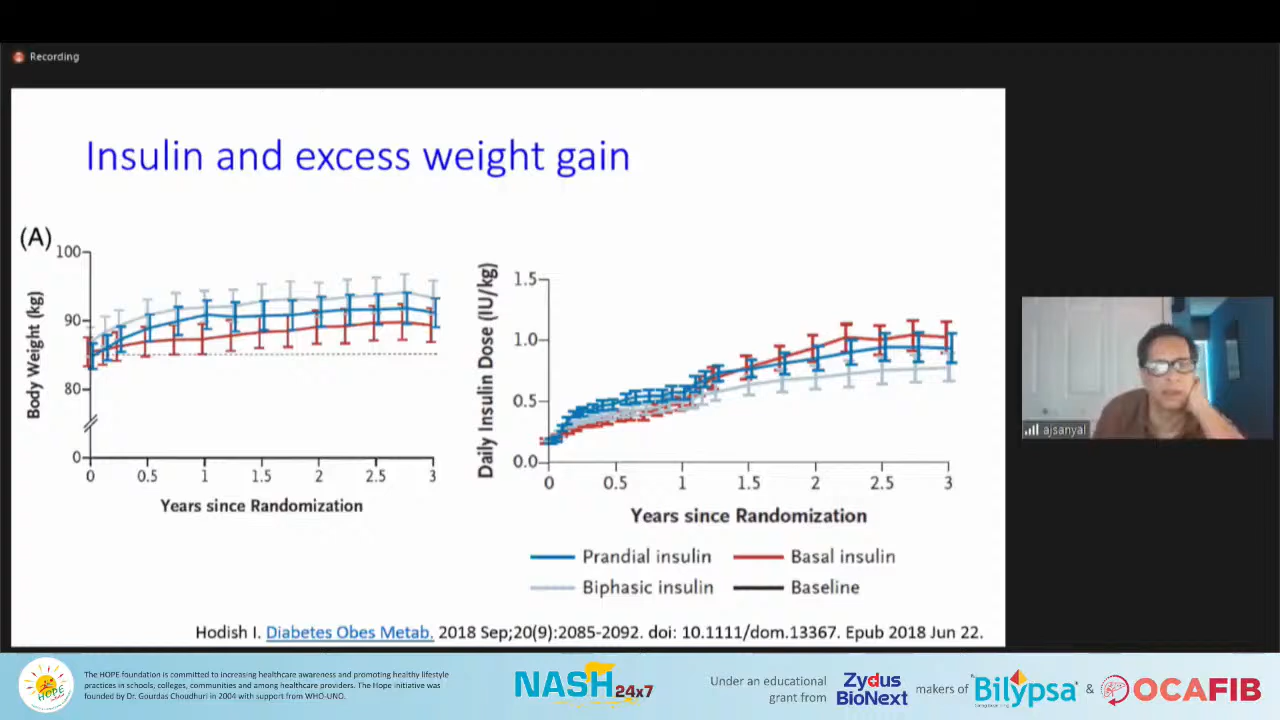 Recording
Insulin and excess weight gain
(A)
100
90
80
0
Body Weight (kg)
0 0.5 1 1.5 2 2.5 3
Years since Randomization
Daily Insulin Dose (IU/kg)
1.5
1.0
0.5
0.0
0 0.5 1 1.5 2 2.5 3
Years since Randomization
Prandial insulin Basal insulin
Biphasic insulin Baseline
Hodish I. Diabetes Obes Metab. 2018 Sep;20(9):2085-2092. doi: 10.1111/dom.13367. Epub 2018 Jun 22.
ajsanyal
HOPE
The HOPE foundation is committed to increasing healthcare awareness and promoting healthy lifestyle
practices in schools, colleges, communities and among healthcare providers. The Hope initiative was
founded by Dr. Gourdas Choudhuri in 2004 with support from WHO-UNO.
NASH 24x7
Under an educational
grant from
Zydus
BioNext
makers of
Bilypsa
&
OCAFIB